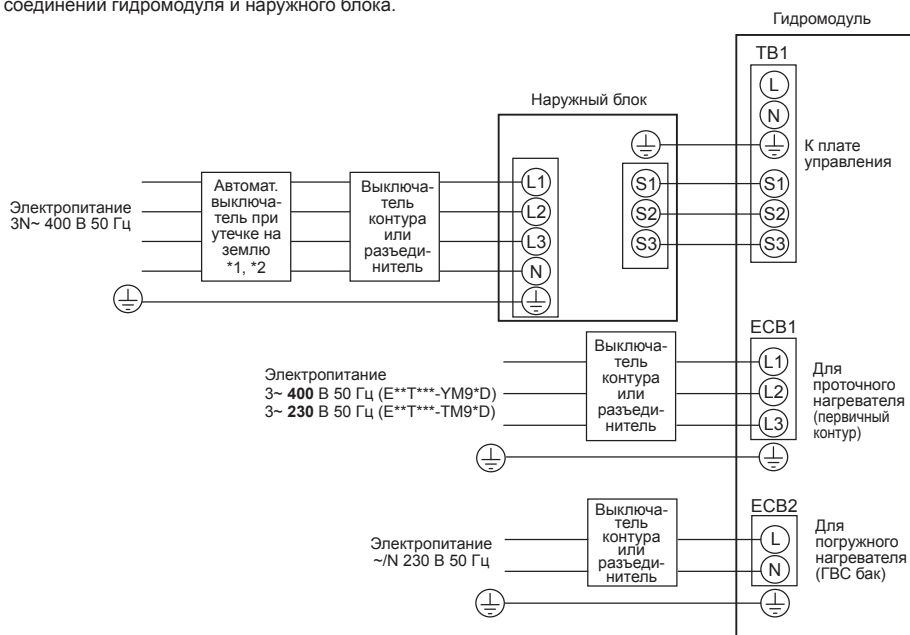 соединении гидромодуля и наружного блока.
Гидромодуль
TB1
L
N
К плате
управления
S1
S2
S3
Наружный блок
L1
L2
L3
N
S1
S2
S3
Электропитание
3N~ 400 В 50 Гц
Автомат.
выключа-
тель при
утечке на
землю
*1, *2
Выключа-
тель
контура
или
разъеди-
нитель
ECB1
L1
L2
L3
Для
проточного
нагревателя
(первичный
контур)
Электропитание
3~ 400 В 50 Гц (E**T***-YM9*D)
3~ 230 В 50 Гц (E**T***-TM9*D)
Выключа-
тель
контура
или
разъеди-
нитель
ECB2
L
N
Для
погружного
нагревателя
(ГВС бак)
Электропитание
~/N 230 В 50 Гц
Выключа-
тель
контура
или
разъеди-
нитель